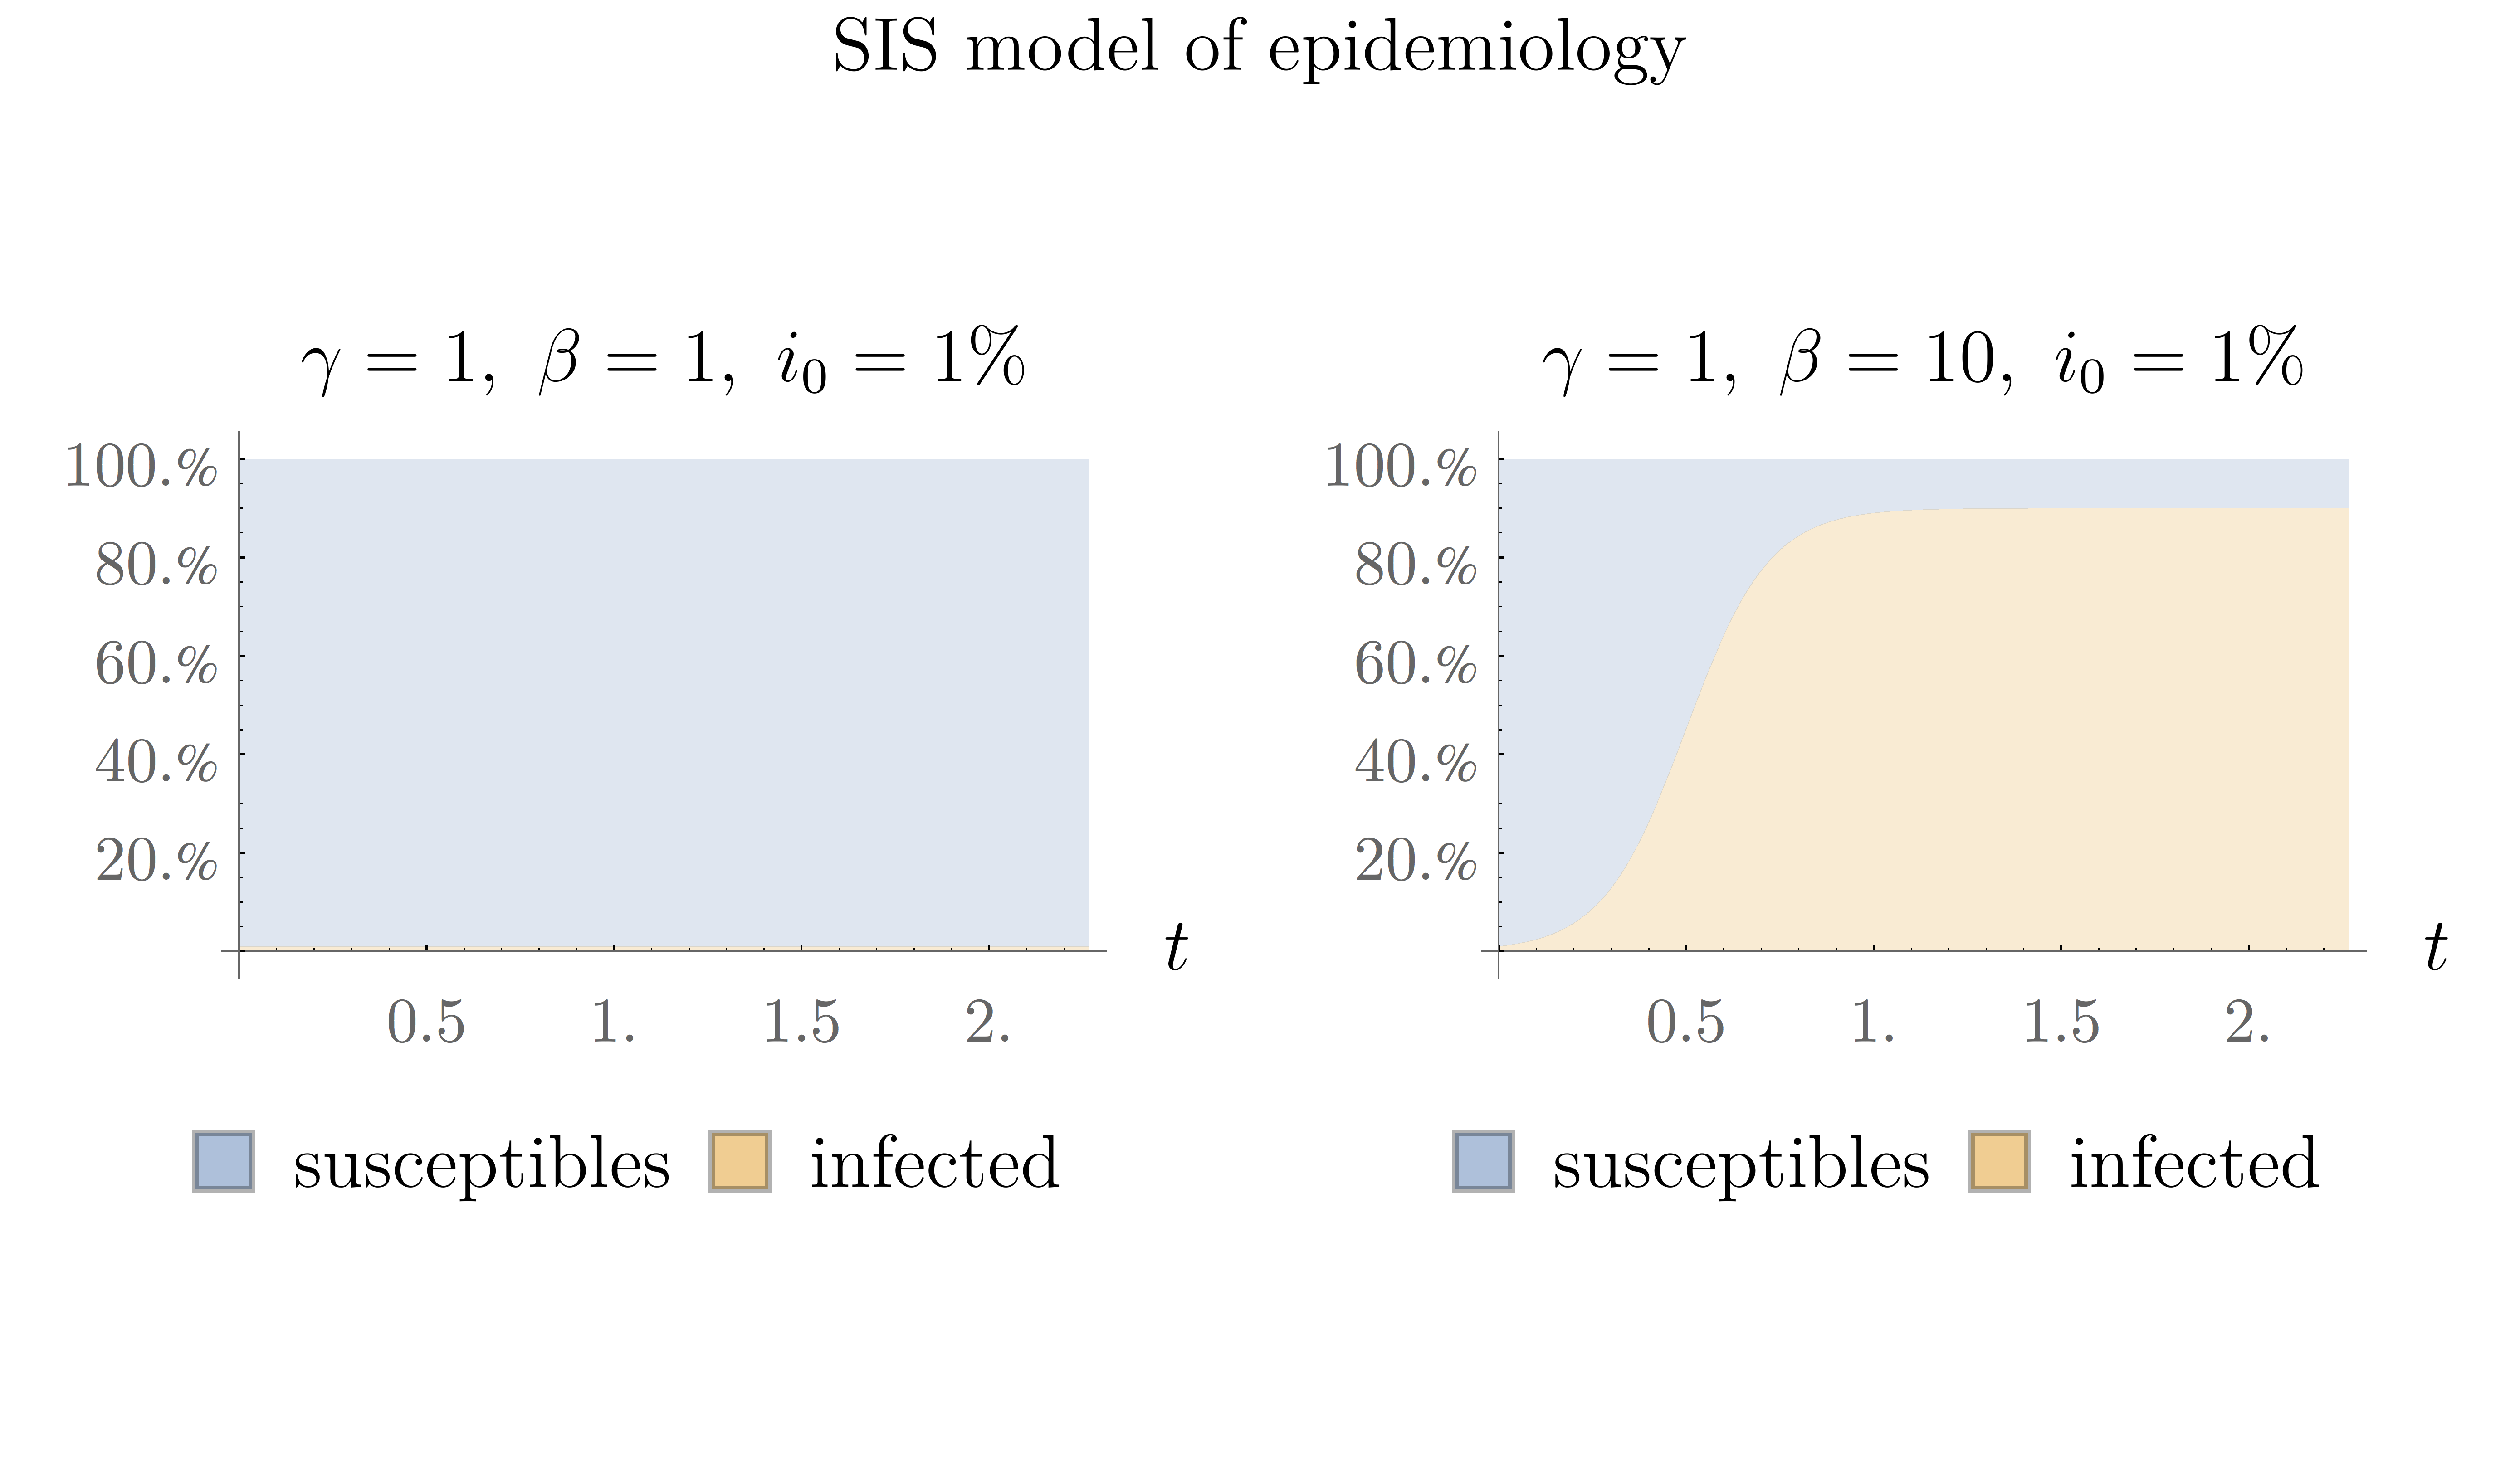 SIS model of epidemiology
γ = 1, β = 1, i₀ = 1%
100.%
80.%
60.%
40.%
20.%
t
0.5 1. 1.5 2.
susceptibles infected
γ = 1, β = 10, i₀ = 1%
100.%
80.%
60.%
40.%
20.%
t
0.5 1. 1.5 2.
susceptibles infected